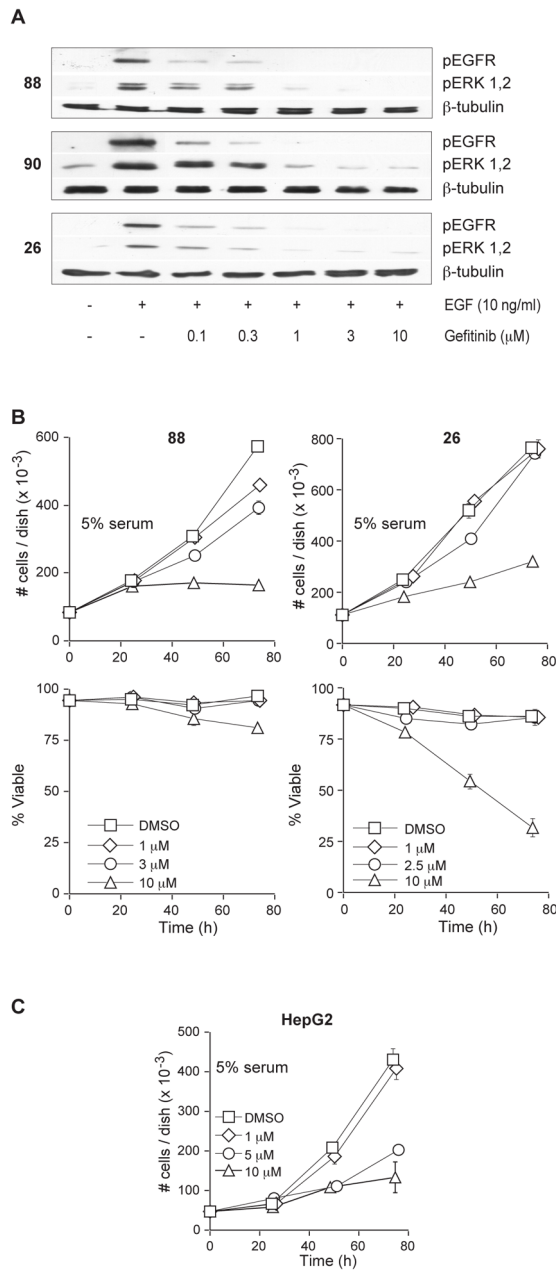 A
88
pEGFR
pERK 1,2
β-tubulin
90
pEGFR
pERK 1,2
β-tubulin
26
pEGFR
pERK 1,2
β-tubulin
- + + + + + + EGF (10 ng/ml)
- - 0.1 0.3 1 3 10 Gefitinib (μM)
B
88
# cells / dish (x 10-3)
600
400
200
0
5% serum
0 20 40 60 80
26
# cells / dish (x 10-3)
800
600
400
200
0
5% serum
0 20 40 60 80
% Viable
100
75
50
25
0
DMSO
1 μM
3 μM
10 μM
0 20 40 60 80
Time (h)
% Viable
100
75
50
25
0
DMSO
1 μM
2.5 μM
10 μM
0 20 40 60 80
Time (h)
C
HepG2
# cells / dish (x 10-3)
500
400
300
200
100
0
5% serum
DMSO
1 μM
5 μM
10 μM
0 20 40 60 80
Time (h)